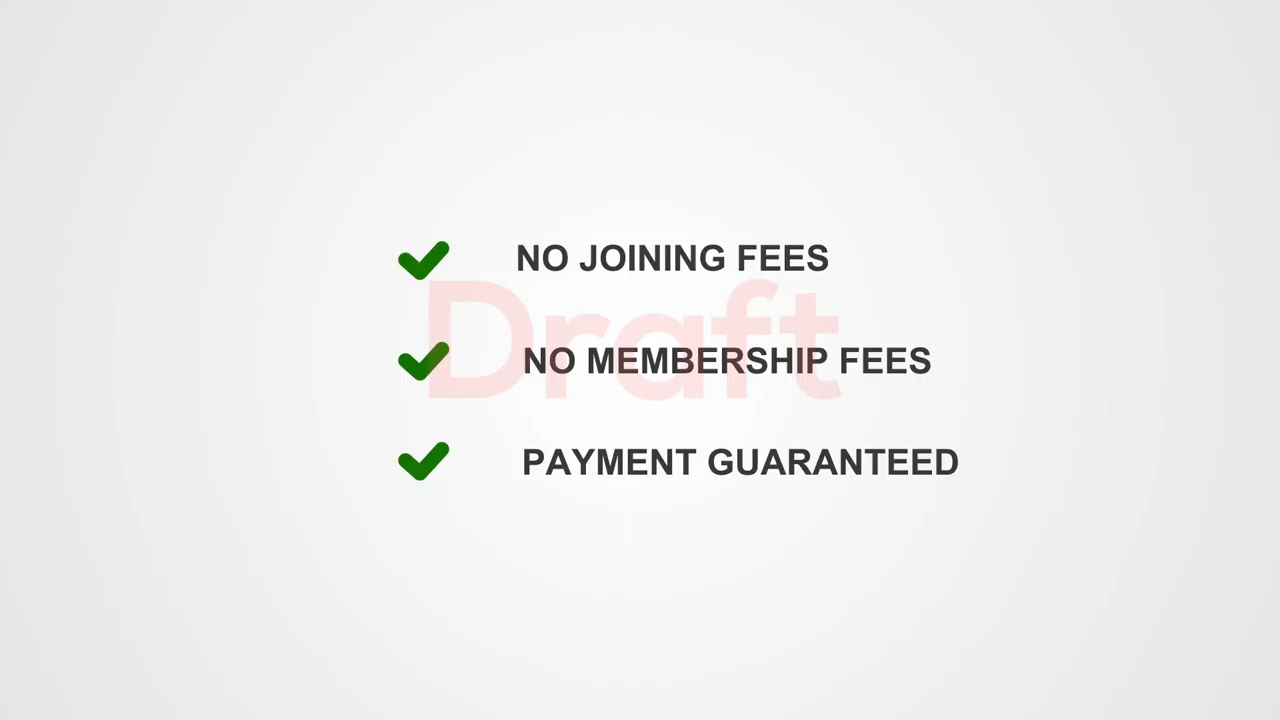 NO JOINING FEES
Draft
NO MEMBERSHIP FEES
PAYMENT GUARANTEED